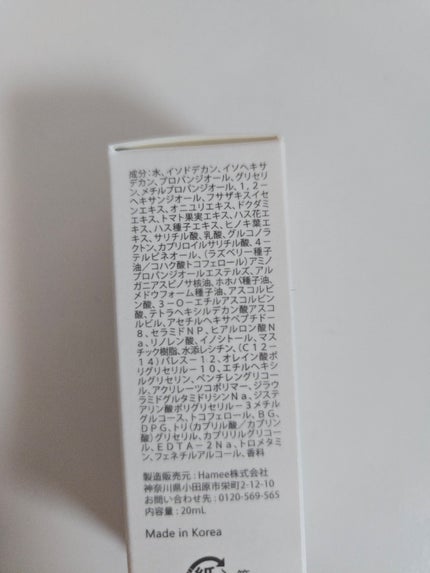 成分：水、イソドデカン、イソヘキサ
デカン、プロパンジオール、グリセリ
ン、メチルプロパンジオール、1,2－
ヘキサンジオール、フサザキスイセ
ンエキス、オニユリエキス、ドクダミ
エキス、トマト果実エキス、ハス花エ
キス、ハス種子エキス、ヒノキ葉エ
キス、サリチル酸、乳酸、グルコノラ
クトン、カプリロイルサリチル酸、4－
テルピネオール、（ラズベリー種子
油／コハク酸トコフェロール）アミノ
プロパンジオールエステルズ、アル
ガニアスピノサ核油、ホホバ種子油、
メドウフォーム種子油、アスコルビ
ン酸、3－O－エチルアスコルビン
酸、テトラヘキシルデカン酸アスコ
ルビル、アセチルヘキサペプチド－
8、セラミドNP、ヒアルロン酸N
a、リノレン酸、イノシトール、マス
チック樹脂、水添レシチン、（C12－
14）パレス－12、オレイン酸ポ
リグリセリル－10、エチルヘキシ
ルグリセリン、ペンチレングリコー
ル、アクリレーツコポリマー、ジラウ
ラミドグルタミドリシンNa、ジステ
アリン酸ポリグリセリル－3メチル
グルコース、トコフェロール、BG、
DPG、トリ（カプリル酸／カプリン
酸）グリセリル、カプリリルグリコー
ル、EDTA－2Na、トロメタミ
ン、フェネチルアルコール、香料
製造販売元：Hamee株式会社
神奈川県小田原市栄町2-12-10
お問い合わせ先：0120-569-565
内容量：20mL
Made in Korea